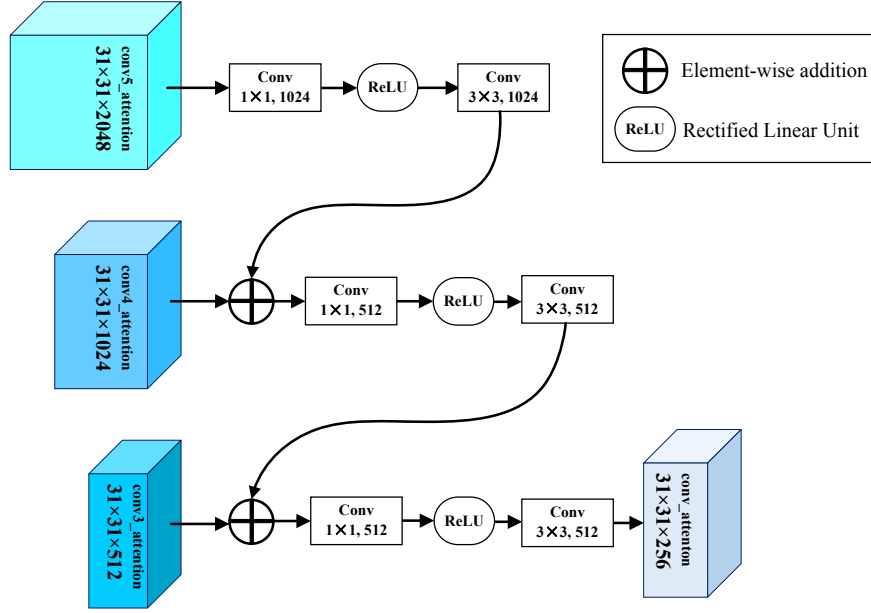 conv5_attention
31×31×2048
Conv
1×1, 1024
ReLU
Conv
3×3, 1024
Element-wise addition
ReLU
Rectified Linear Unit
conv4_attention
31×31×1024
Conv
1×1, 512
ReLU
Conv
3×3, 512
conv3_attention
31×31×512
Conv
1×1, 512
ReLU
Conv
3×3, 512
conv_attenton
31×31×256